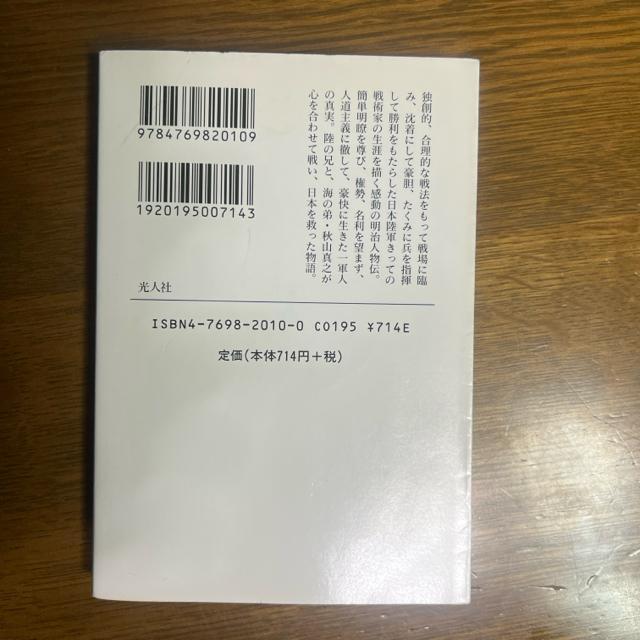 独創的、合理的な戦法をもって戦場に臨
み、沈着にして豪胆、たくみに兵を指揮
して勝利をもたらした日本陸軍きっての
戦術家の生涯を描く感動の明治人物伝。
簡単明瞭を尊び、権勢、名利を望まず、
人道主義に徹して、豪快に生きた一軍人
の真実。陸の兄と、海の弟・秋山真之が
心を合わせて戦い、日本を救った物語。
9784769820109
1920195007143
光人社
ISBN4-7698-2010-0 C0195 ¥714E
定価(本体714円+税)